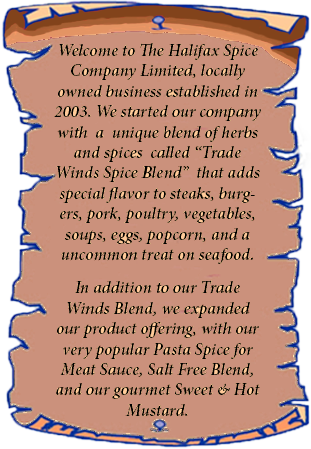 Welcome to The Halifax Spice
Company Limited, locally
owned business established in
2003. We started our company
with a unique blend of herbs
and spices called “Trade
Winds Spice Blend” that adds
special flavor to steaks, burg-
ers, pork, poultry, vegetables,
soups, eggs, popcorn, and a
uncommon treat on seafood.
In addition to our Trade
Winds Blend, we expanded
our product offering, with our
very popular Pasta Spice for
Meat Sauce, Salt Free Blend,
and our gourmet Sweet & Hot
Mustard.